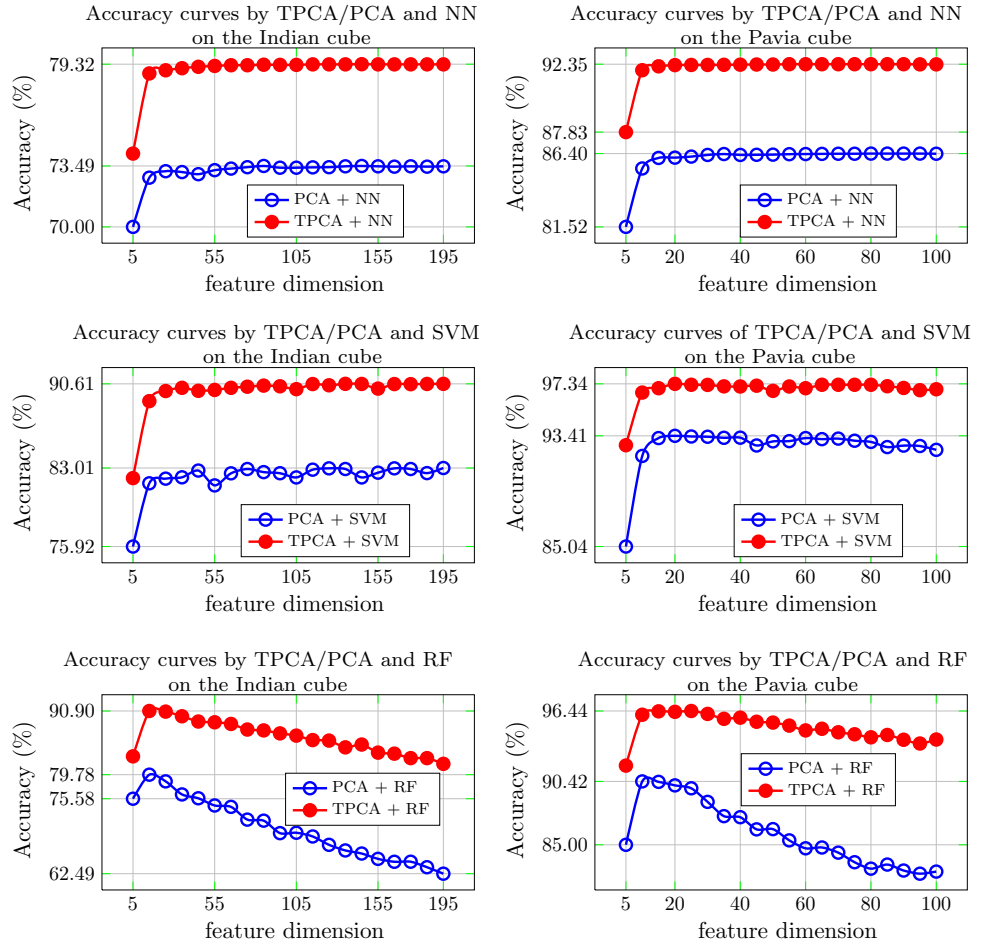 Accuracy curves by TPCA/PCA and NN
on the Indian cube
Accuracy (%)
79.32
73.49
70.00
PCA + NN
TPCA + NN
5 55 105 155 195
feature dimension
Accuracy curves by TPCA/PCA and NN
on the Pavia cube
Accuracy (%)
92.35
87.83
86.40
81.52
PCA + NN
TPCA + NN
5 20 40 60 80 100
feature dimension
Accuracy curves by TPCA/PCA and SVM
on the Indian cube
Accuracy (%)
90.61
83.01
75.92
PCA + SVM
TPCA + SVM
5 55 105 155 195
feature dimension
Accuracy curves of TPCA/PCA and SVM
on the Pavia cube
Accuracy (%)
97.34
93.41
85.04
PCA + SVM
TPCA + SVM
5 20 40 60 80 100
feature dimension
Accuracy curves by TPCA/PCA and RF
on the Indian cube
Accuracy (%)
90.90
79.78
75.58
62.49
PCA + RF
TPCA + RF
5 55 105 155 195
feature dimension
Accuracy curves by TPCA/PCA and RF
on the Pavia cube
Accuracy (%)
96.44
90.42
85.00
PCA + RF
TPCA + RF
5 20 40 60 80 100
feature dimension